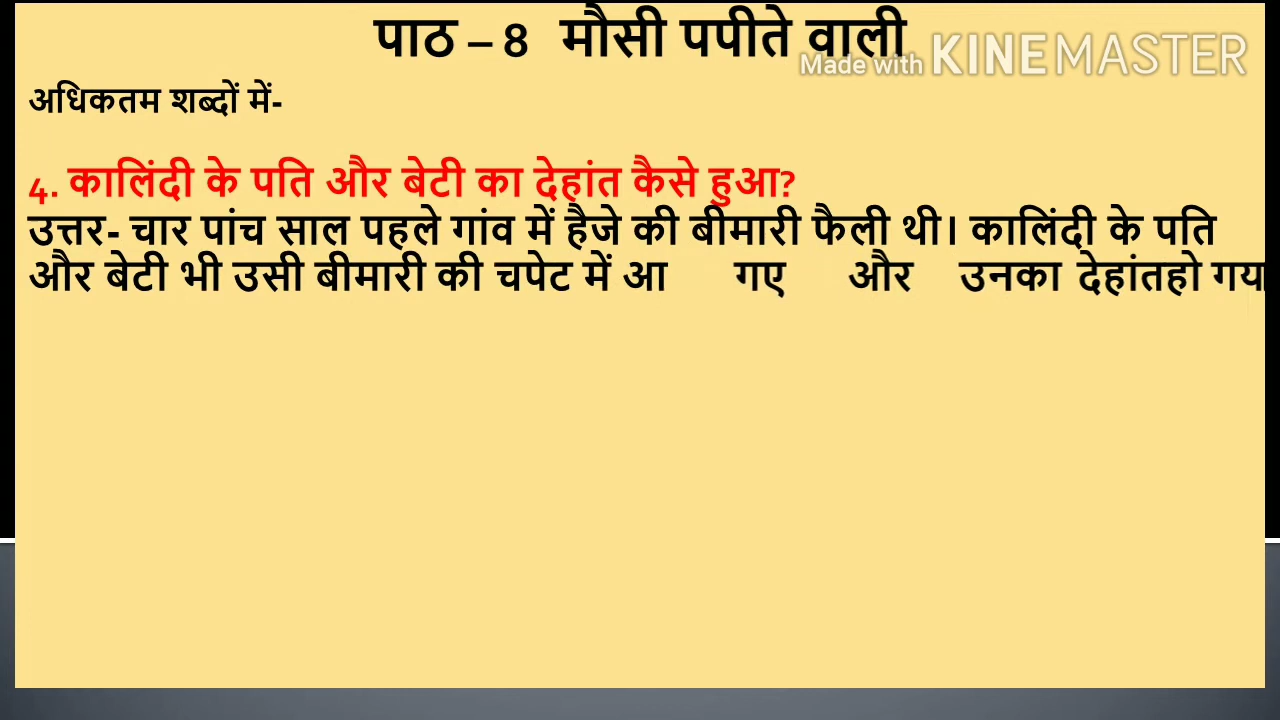 पाठ – 8 मौसी पपीते वाली
Made with KINEMASTER
अधिकतम शब्दों में-
4. कालिंदी के पति और बेटी का देहांत कैसे हुआ?
उत्तर- चार पांच साल पहले गांव में हैजे की बीमारी फैली थी। कालिंदी के पति
और बेटी भी उसी बीमारी की चपेट में आ गए और उनका देहांतहो गया